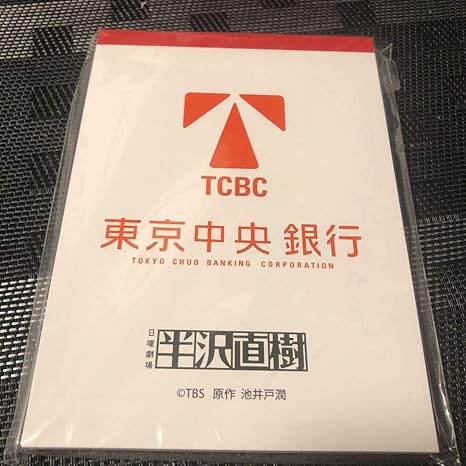 TCBC
東京中央銀行
TOKYO CHUO BANKING CORPORATION
日曜劇場
半沢直樹
©TBS 原作 池井戸潤